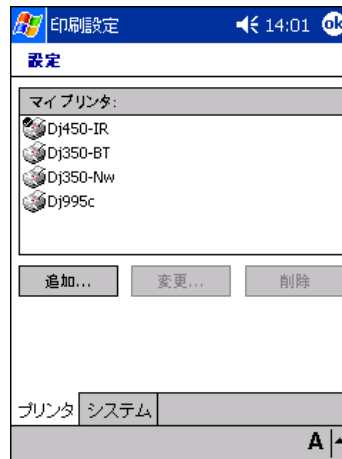 印刷設定 14:01 ok
設定
マイ プリンタ:
Dj450-IR
Dj350-BT
Dj350-Nw
Dj995c
追加... 変更... 削除
プリンタ システム
A